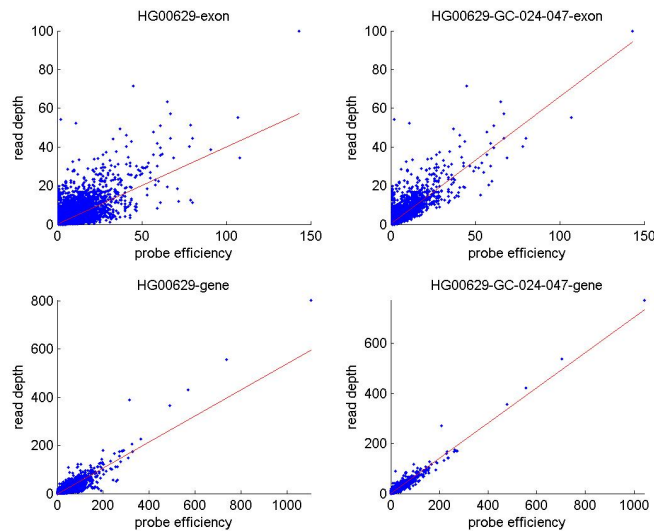 HG00629-exon
100
80
60
40
20
0
read depth
0 50 100 150
probe efficiency
HG00629-GC-024-047-exon
100
80
60
40
20
0
read depth
0 50 100 150
probe efficiency
HG00629-gene
800
600
400
200
0
read depth
0 200 400 600 800 1000
probe efficiency
HG00629-GC-024-047-gene
600
400
200
0
read depth
0 200 400 600 800 1000
probe efficiency